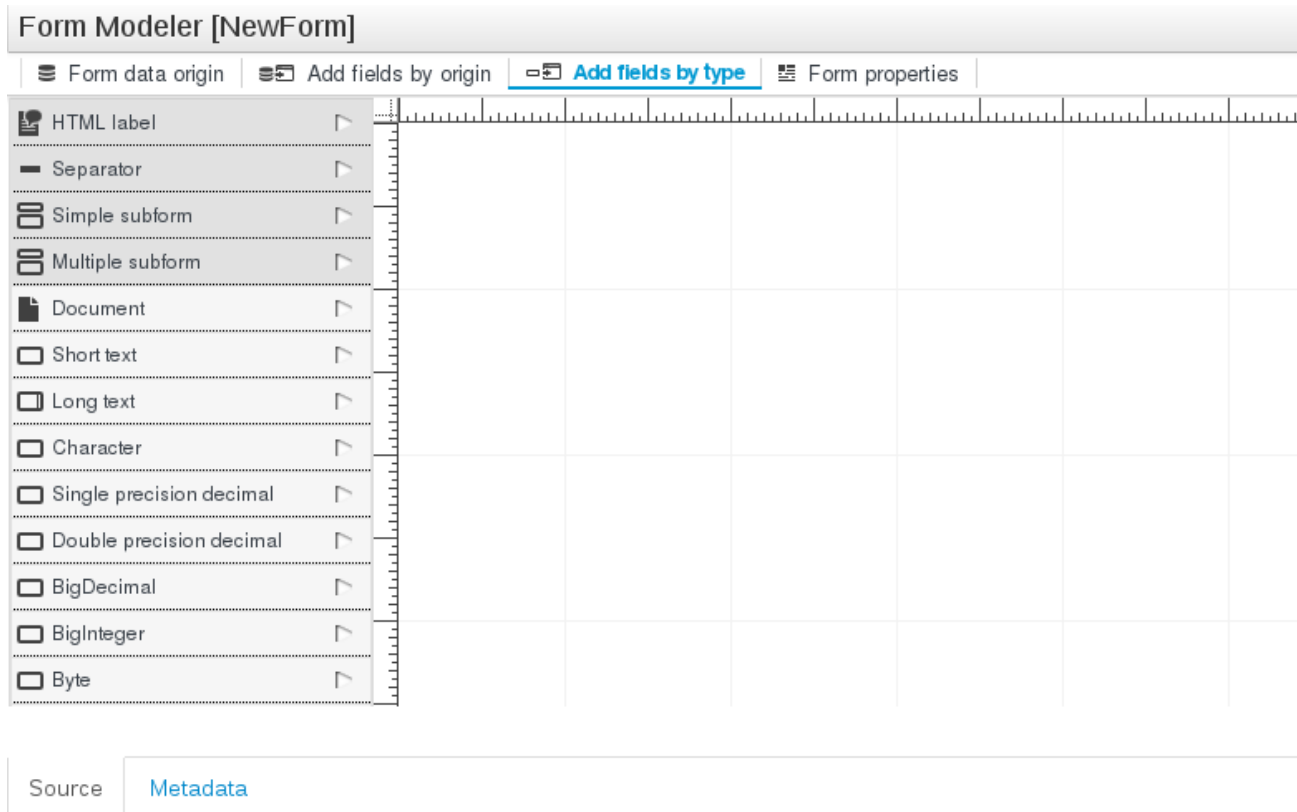 Form Modeler [NewForm]
Form data origin Add fields by origin Add fields by type Form properties
HTML label
Separator
Simple subform
Multiple subform
Document
Short text
Long text
Character
Single precision decimal
Double precision decimal
BigDecimal
BigInteger
Byte
Source Metadata